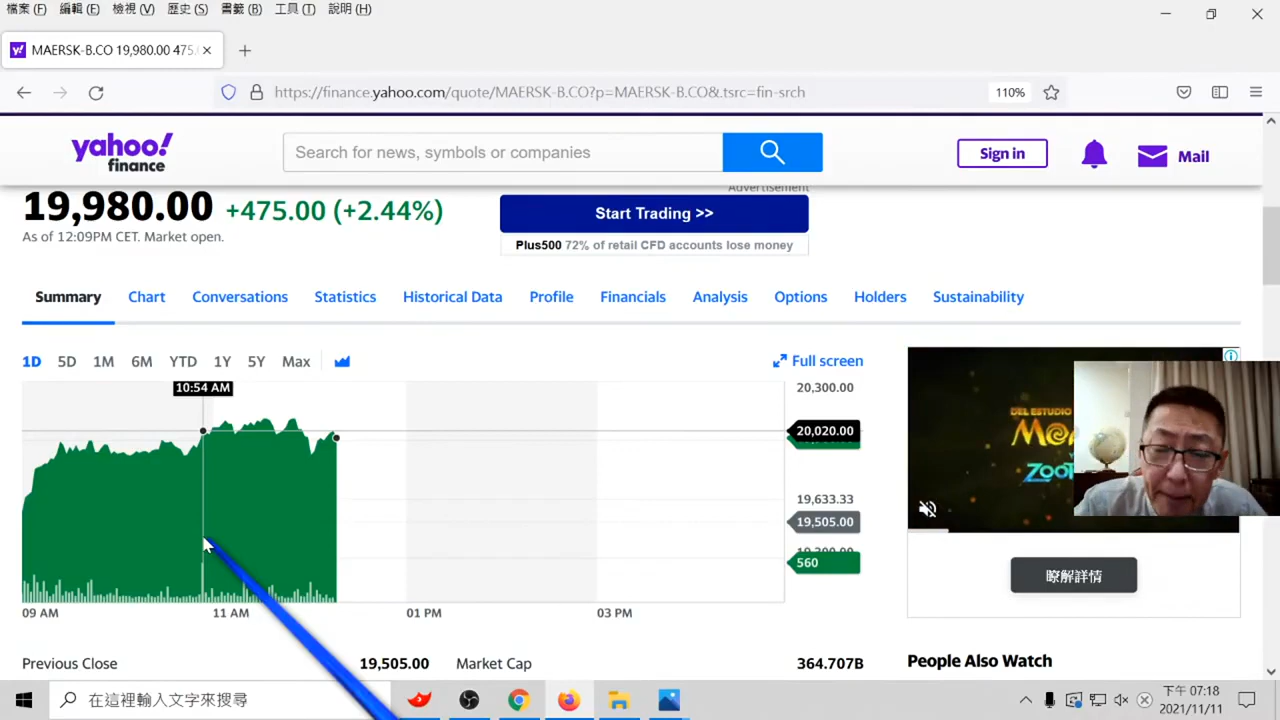 檔案 (F) 編輯 (E) 檢視 (V) 歷史 (S) 書籤 (B) 工具 (T) 說明 (H)
MAERSK-B.CO 19,980.00 475.
https://finance.yahoo.com/quote/MAERSK-B.CO?p=MAERSK-B.CO&.tsrc=fin-srch 110%
yahoo! finance
Search for news, symbols or companies
Sign in Mail
19,980.00 +475.00 (+2.44%)
As of 12:09PM CET. Market open.
Advertisement
Start Trading >>
Plus500 72% of retail CFD accounts lose money
Summary Chart Conversations Statistics Historical Data Profile Financials Analysis Options Holders Sustainability
1D 5D 1M 6M YTD 1Y 5Y Max Full screen
10:54 AM
20,300.00
20,020.00
19,633.33
19,505.00
560
09 AM 11 AM 01 PM 03 PM
DEL ESTUDIO
瞭解詳情
Previous Close 19,505.00 Market Cap 364.707B
People Also Watch
在這裡輸入文字來搜尋
下午 07:18
2021/11/11